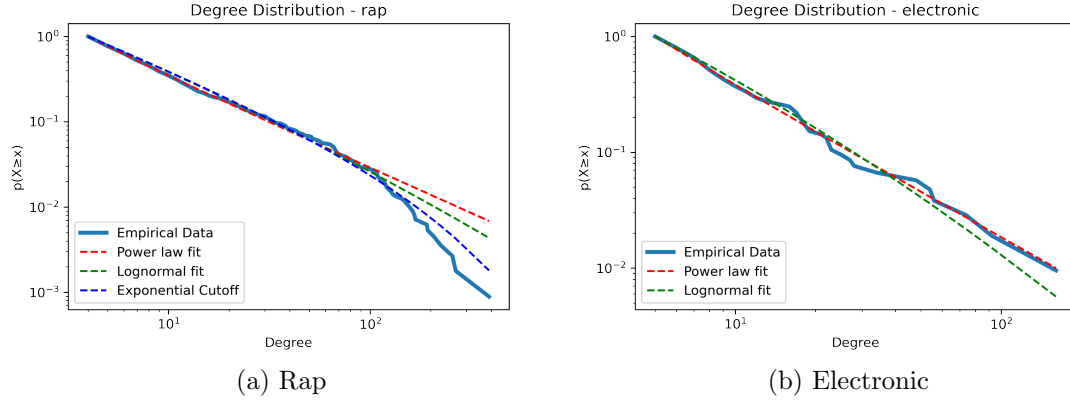 Degree Distribution - rap
10^0
10^-1
10^-2
10^-3
p(X≥x)
Empirical Data
Power law fit
Lognormal fit
Exponential Cutoff
10^1
10^2
Degree
(a) Rap
Degree Distribution - electronic
10^0
10^-1
10^-2
p(X≥x)
Empirical Data
Power law fit
Lognormal fit
10^1
10^2
Degree
(b) Electronic